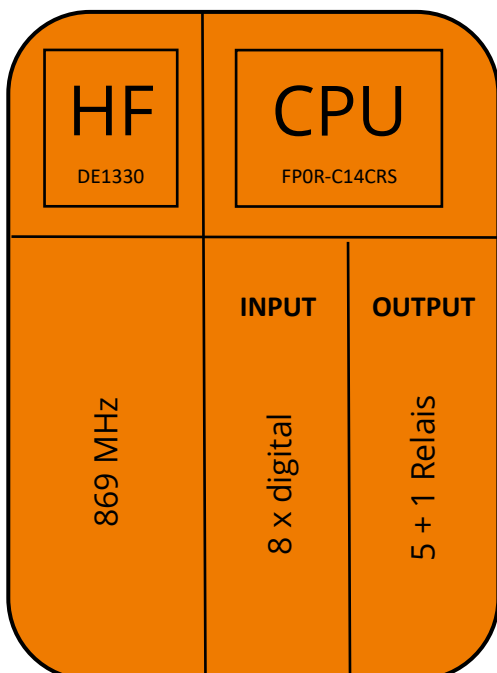 HF
DE1330
CPU
FP0R-C14CRS
869 MHz
INPUT
8 x digital
OUTPUT
5 + 1 Relais